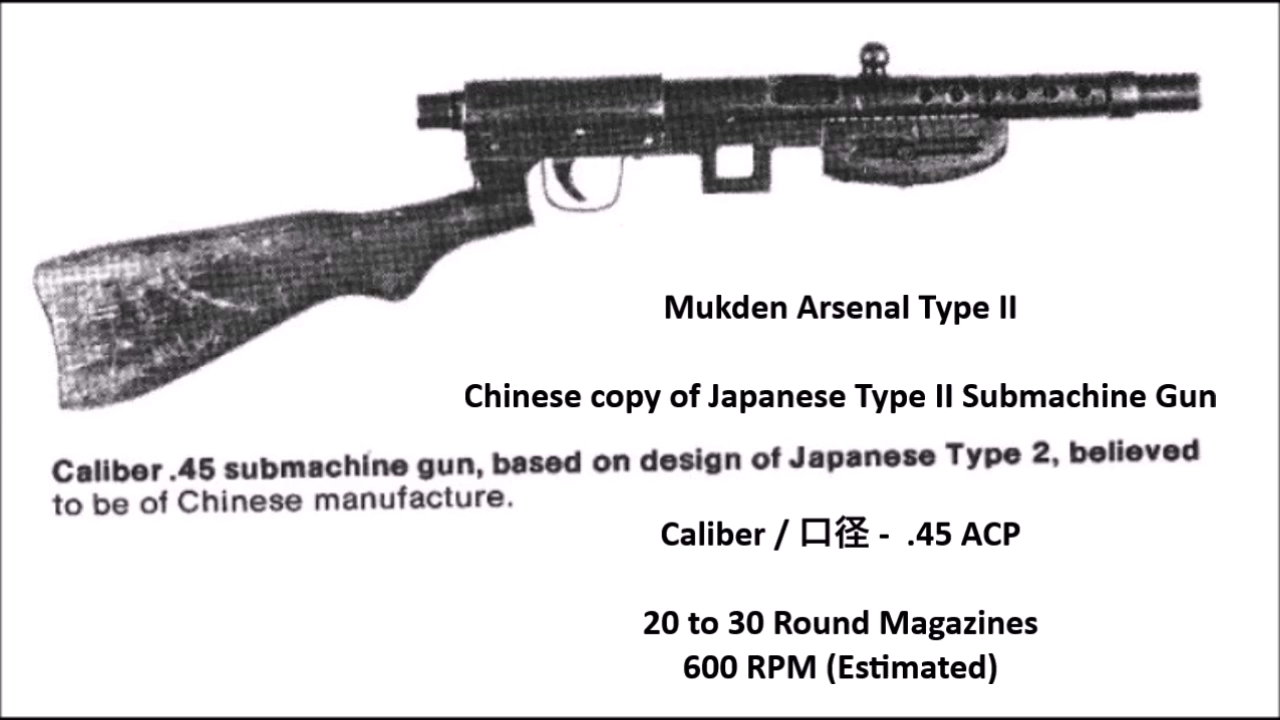 Mukden Arsenal Type II
Chinese copy of Japanese Type II Submachine Gun
Caliber .45 submachine gun, based on design of Japanese Type 2, believed
to be of Chinese manufacture.
Caliber / 口径 - .45 ACP
20 to 30 Round Magazines
600 RPM (Estimated)